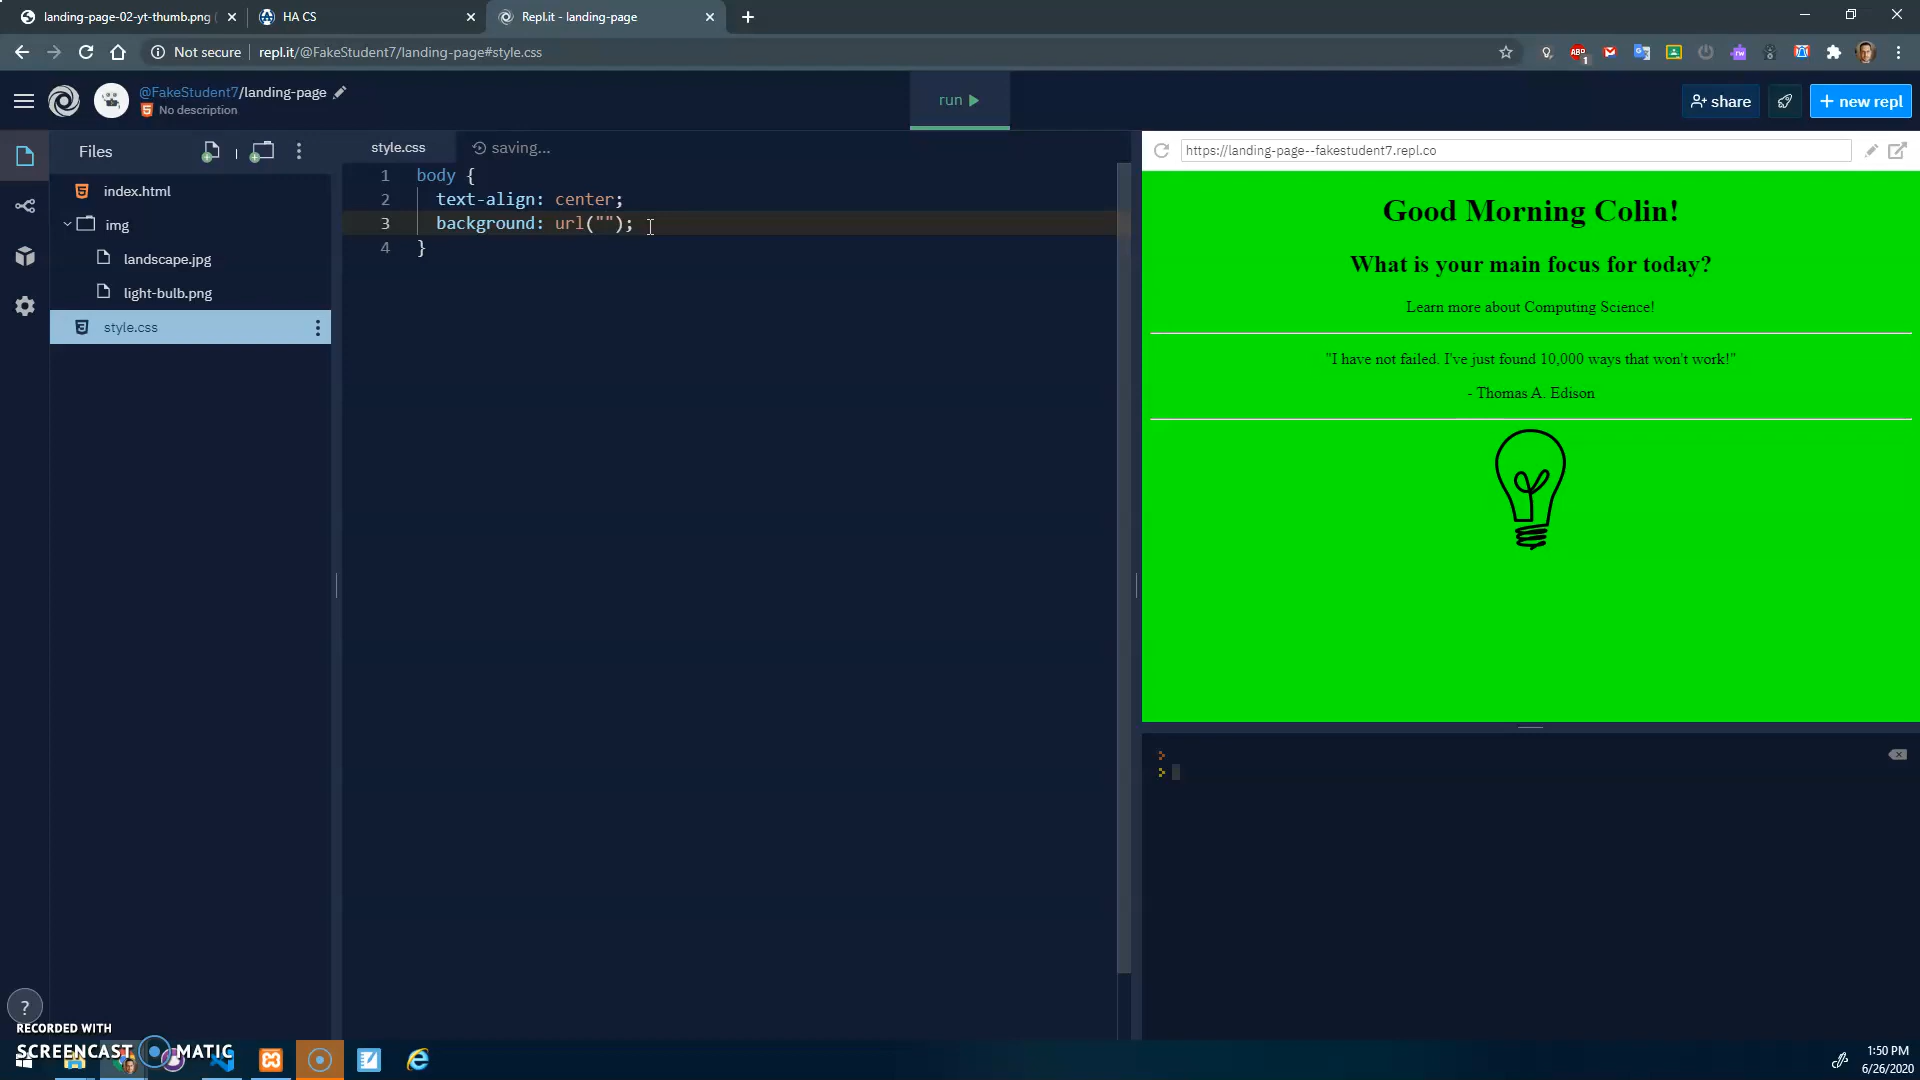 landing-page-02-yt-thumb.png (
HA CS
Repl.it - landing-page
Not secure
repl.it/@FakeStudent7/landing-page#style.css
@FakeStudent7/landing-page
No description
run
share
+ new repl
Files
index.html
img
landscape.jpg
light-bulb.png
style.css
style.css
saving...
1 body {
2 text-align: center;
3 background: url("");
4 }
https://landing-page--fakestudent7.repl.co
Good Morning Colin!
What is your main focus for today?
Learn more about Computing Science!
"I have not failed. I've just found 10,000 ways that won't work!"
- Thomas A. Edison
?
RECORDED WITH
SCREENCAST MATIC
1:50 PM
6/26/2020